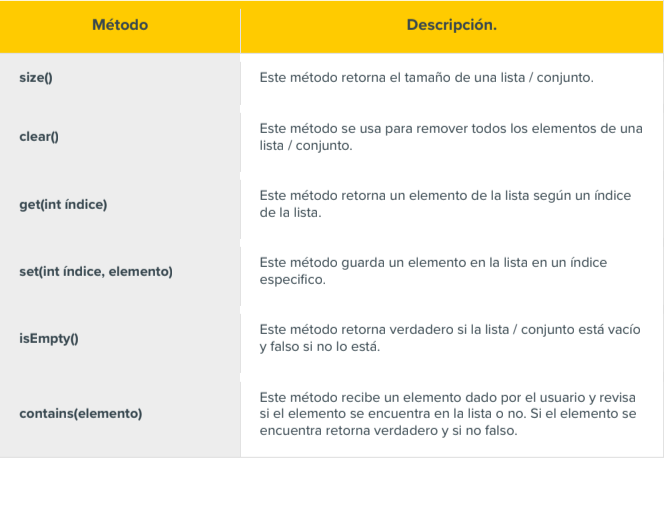 Método
Descripción.
size()
Este método retorna el tamaño de una lista / conjunto.
clear()
Este método se usa para remover todos los elementos de una
lista / conjunto.
get(int índice)
Este método retorna un elemento de la lista según un índice
de la lista.
set(int índice, elemento)
Este método guarda un elemento en la lista en un índice
especifico.
isEmpty()
Este método retorna verdadero si la lista / conjunto está vacío
y falso si no lo está.
contains(elemento)
Este método recibe un elemento dado por el usuario y revisa
si el elemento se encuentra en la lista o no. Si el elemento se
encuentra retorna verdadero y si no falso.